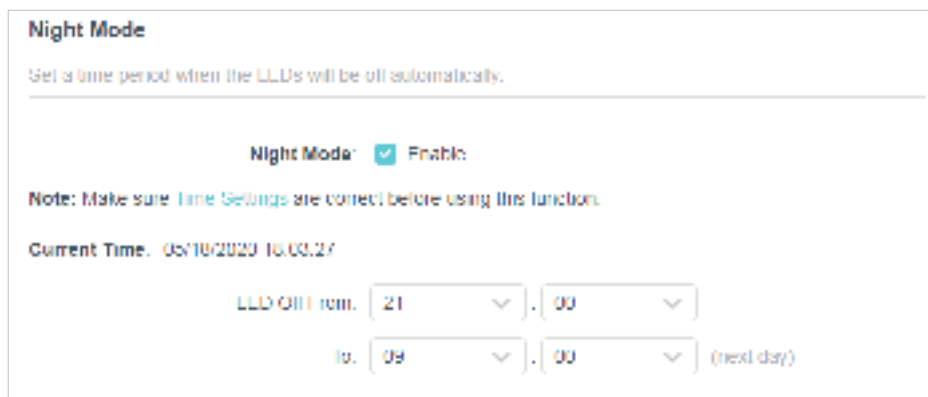 Night Mode
Set a time period when the LEDs will be off automatically.
Night Mode: Enable
Note: Make sure Time Settings are correct before using this function.
Current Time: 05/18/2020 18:03:27
LED Off From: 21 : 00
To: 09 : 00 (next day)